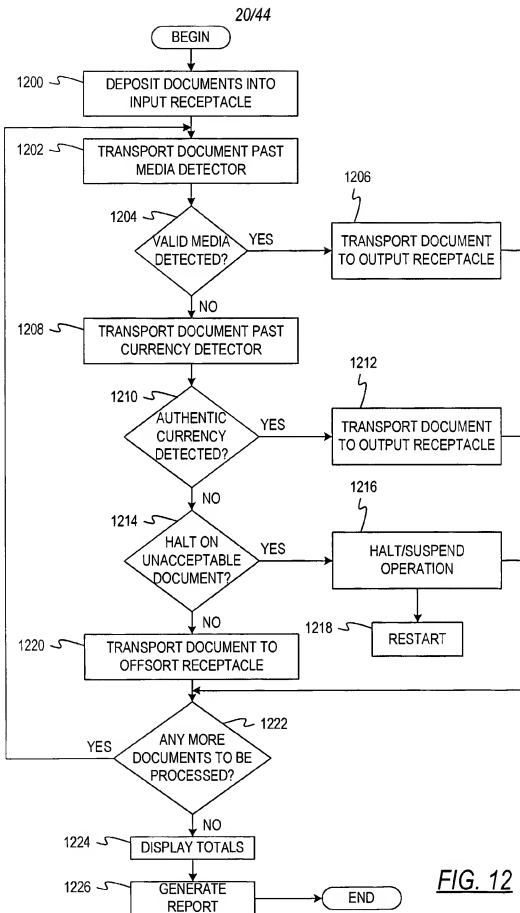 20/44
BEGIN
1200
DEPOSIT DOCUMENTS INTO
INPUT RECEPTACLE
1202
TRANSPORT DOCUMENT PAST
MEDIA DETECTOR
1204
VALID MEDIA
DETECTED?
YES
NO
1206
TRANSPORT DOCUMENT
TO OUTPUT RECEPTACLE
1208
TRANSPORT DOCUMENT PAST
CURRENCY DETECTOR
1210
AUTHENTIC
CURRENCY
DETECTED?
YES
NO
1212
TRANSPORT DOCUMENT
TO OUTPUT RECEPTACLE
1214
HALT ON
UNACCEPTABLE
DOCUMENT?
YES
NO
1216
HALT/SUSPEND
OPERATION
1218
RESTART
1220
TRANSPORT DOCUMENT TO
OFFSORT RECEPTACLE
1222
ANY MORE
DOCUMENTS TO BE
PROCESSED?
YES
NO
1224
DISPLAY TOTALS
1226
GENERATE
REPORT
END
FIG. 12